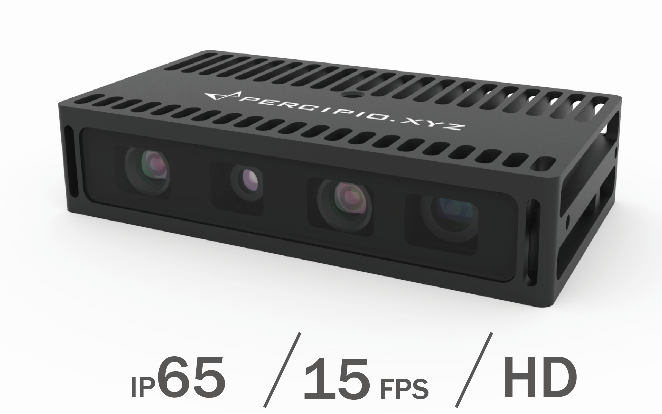 PERCIPIO.XYZ
IP65 / 15 FPS / HD